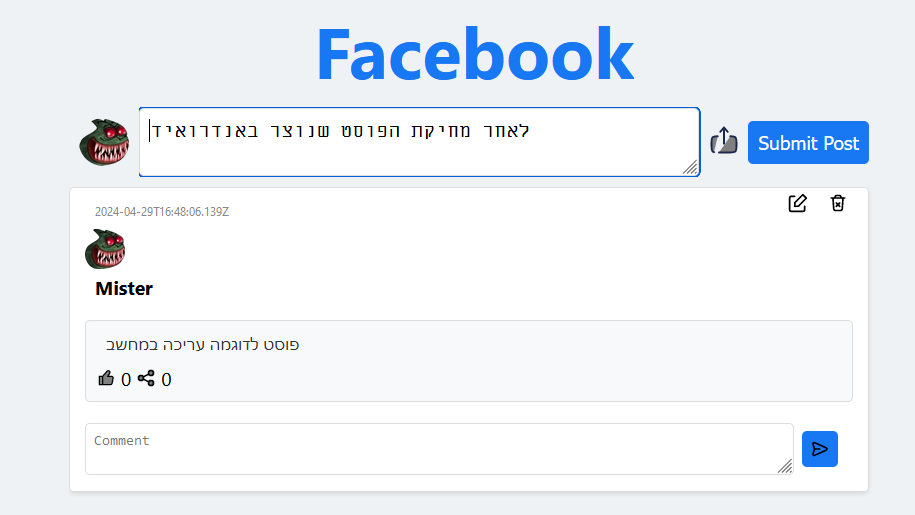 Facebook
לאחר מחיקת הפוסט שנוצר באנדרואיד
Submit Post
2024-04-29T16:48:06.139Z
Mister
פוסט לדוגמה עריכה במחשב
0 0
Comment